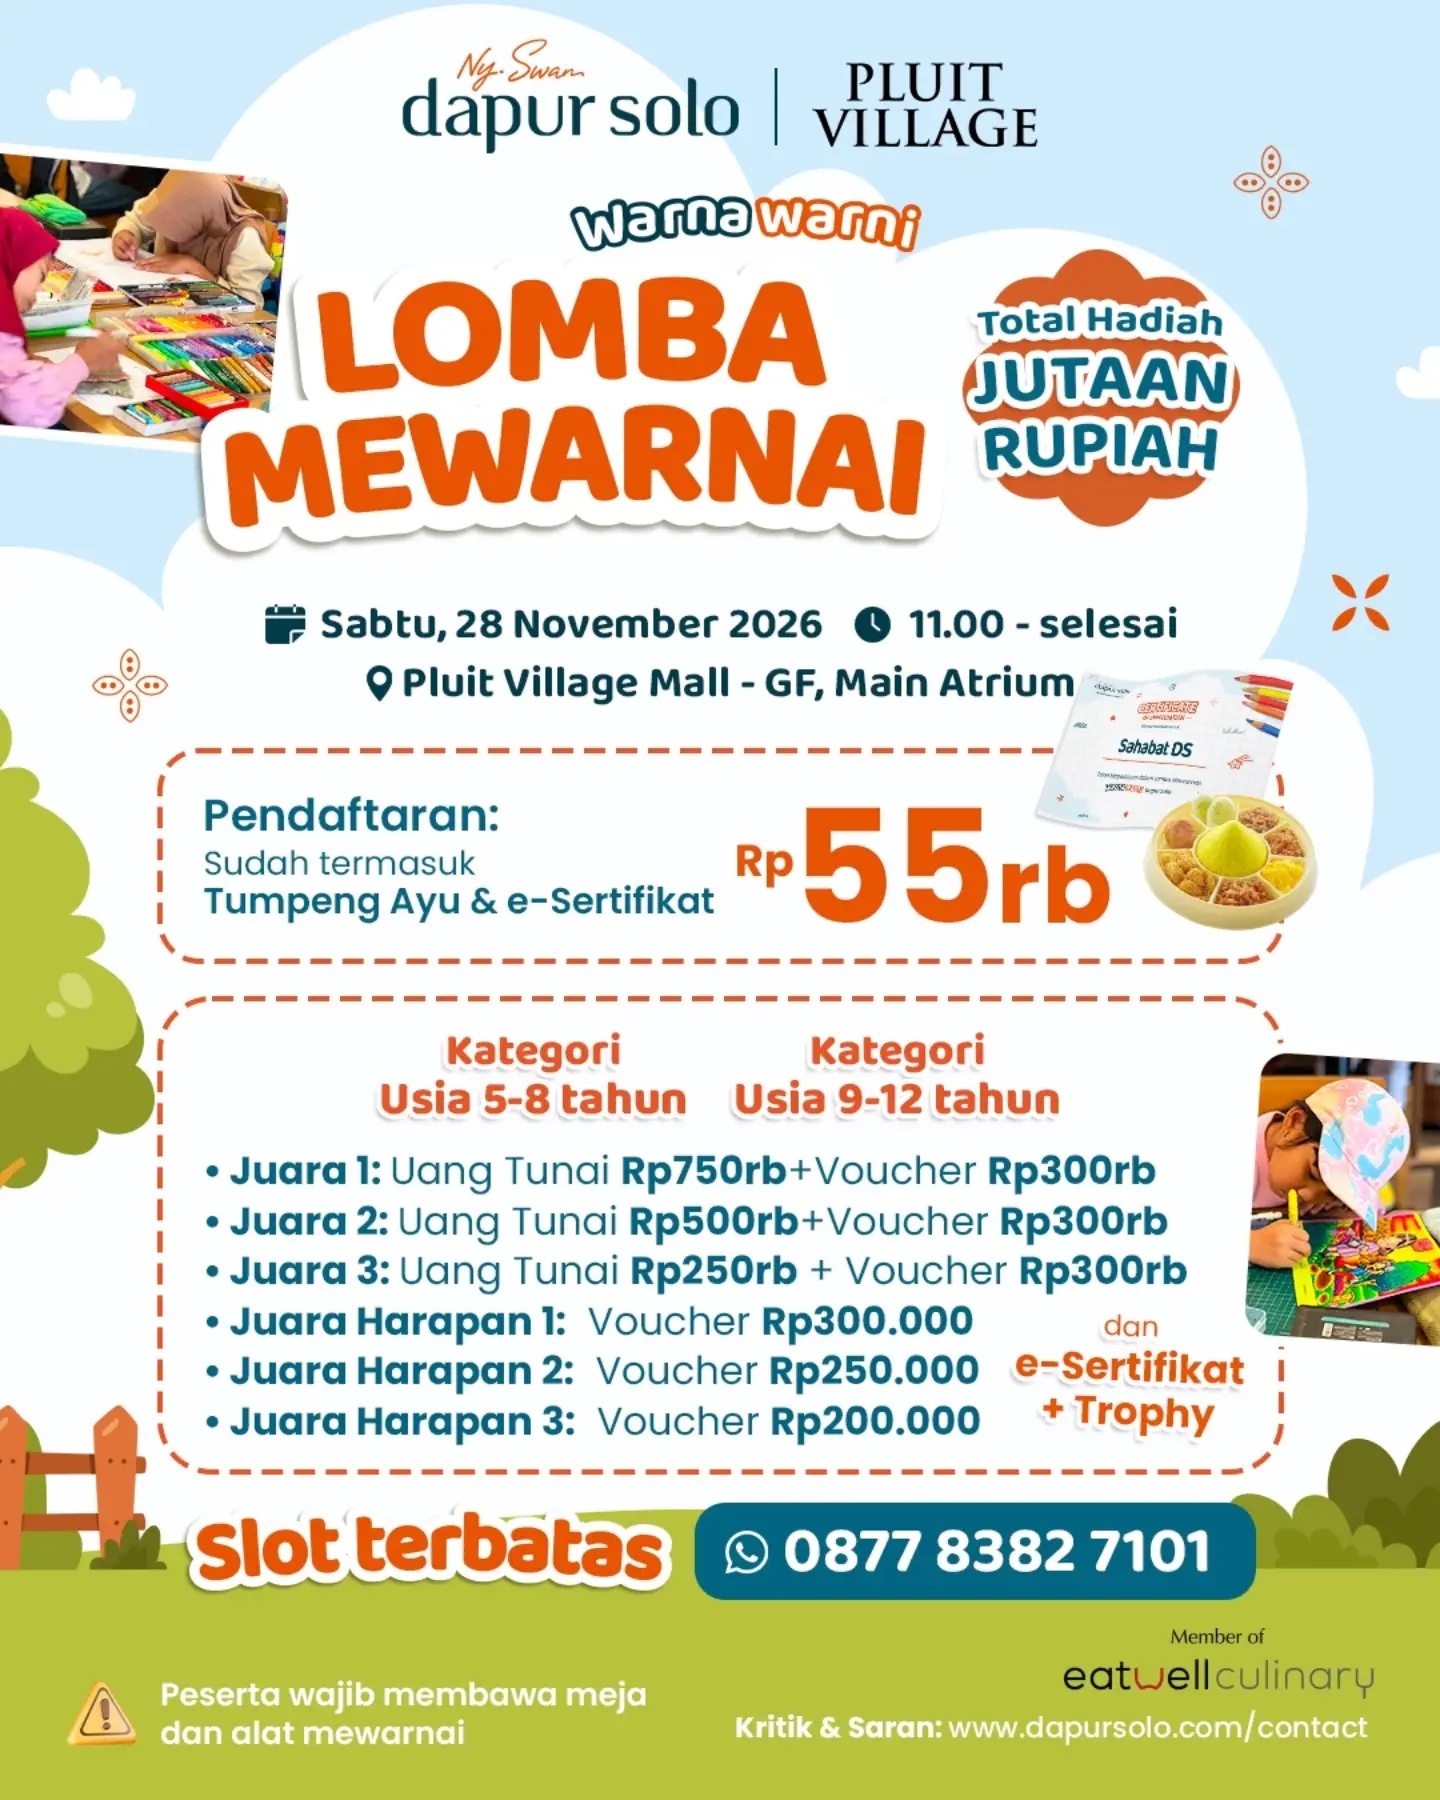 Ny. Swan
dapur solo
PLUIT
VILLAGE
warna warni
LOMBA
MEWARNAI
Total Hadiah
JUTAAN
RUPIAH
Sabtu, 28 November 2026 11.00 - selesai
Pluit Village Mall - GF, Main Atrium
dapur solo
CERTIFICATE
Sahabat DS
Pendaftaran:
Sudah termasuk
Tumpeng Ayu & e-Sertifikat
Rp55rb
Kategori
Usia 5-8 tahun
Kategori
Usia 9-12 tahun
• Juara 1: Uang Tunai Rp750rb+Voucher Rp300rb
• Juara 2: Uang Tunai Rp500rb+Voucher Rp300rb
• Juara 3: Uang Tunai Rp250rb + Voucher Rp300rb
• Juara Harapan 1: Voucher Rp300.000
• Juara Harapan 2: Voucher Rp250.000
• Juara Harapan 3: Voucher Rp200.000
dan
e-Sertifikat
+ Trophy
Slot terbatas
0877 8382 7101
Peserta wajib membawa meja
dan alat mewarnai
Member of
eatwellculinary
Kritik & Saran: www.dapursolo.com/contact